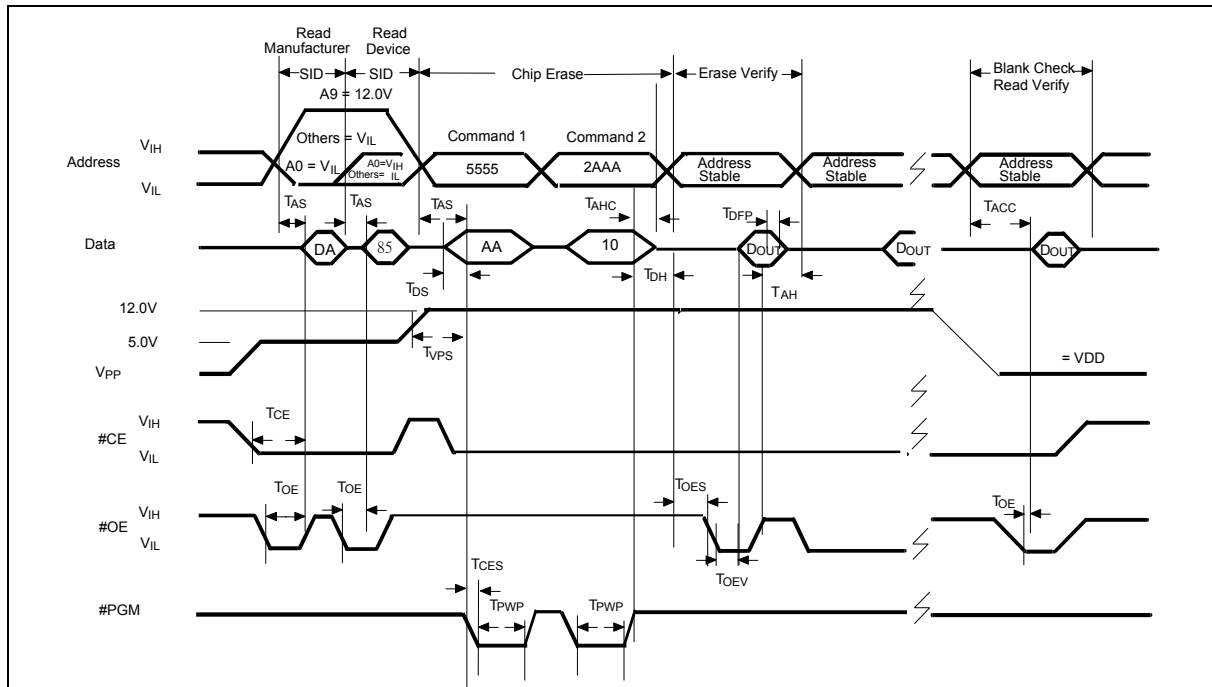 Read
Manufacturer
SID
Read
Device
SID
Chip Erase
Erase Verify
Blank Check
Read Verify
A9 = 12.0V
Others = VIL
Command 1
Command 2
Address
VIH
VIL
A0 = VIL
A0=VIH
Others= IL
5555
2AAA
Address
Stable
Address
Stable
Address
Stable
TAS
TAS
TAS
TAHC
TDFP
TACC
Data
DA
85
AA
10
DOUT
DOUT
DOUT
TDS
TDH
TAH
12.0V
5.0V
VPP
TVPS
= VDD
#CE
VIH
VIL
TCE
#OE
VIH
VIL
TOE
TOE
TOES
TOE
TOEV
#PGM
TCES
TPWP
TPWP